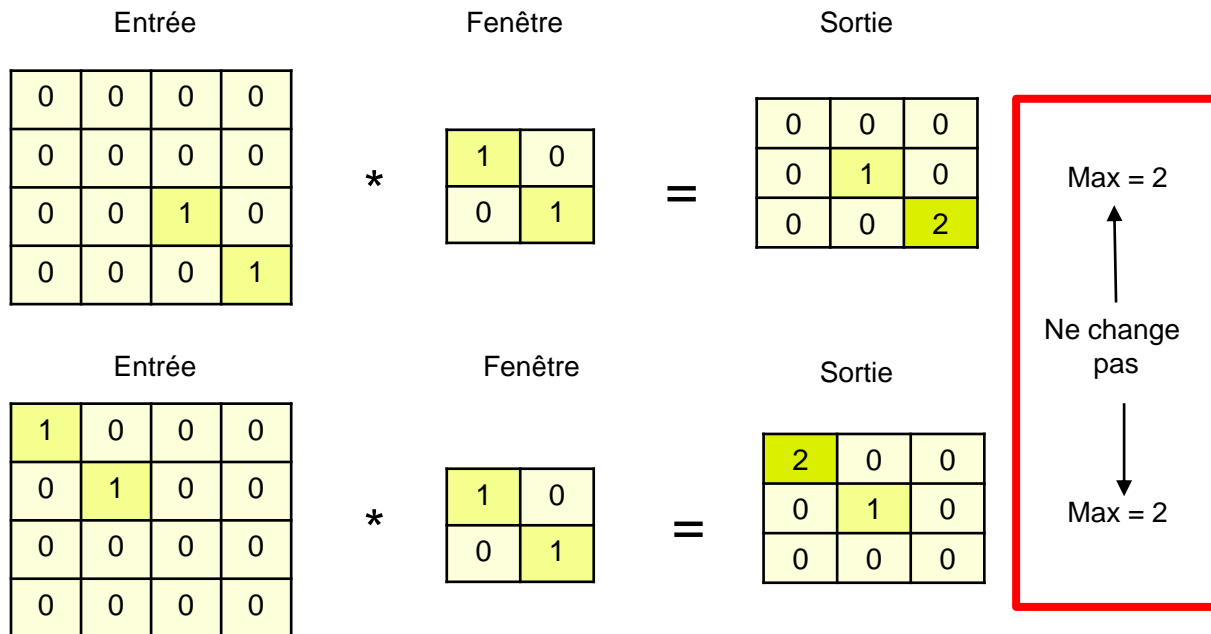 Entrée Fenêtre Sortie
0 0 0 0
0 0 0 0
0 0 1 0
0 0 0 1
*
1 0
0 1
=
0 0 0
0 1 0
0 0 2
Max = 2
Ne change
pas
Entrée Fenêtre Sortie
1 0 0 0
0 1 0 0
0 0 0 0
0 0 0 0
*
1 0
0 1
=
2 0 0
0 1 0
0 0 0
Max = 2